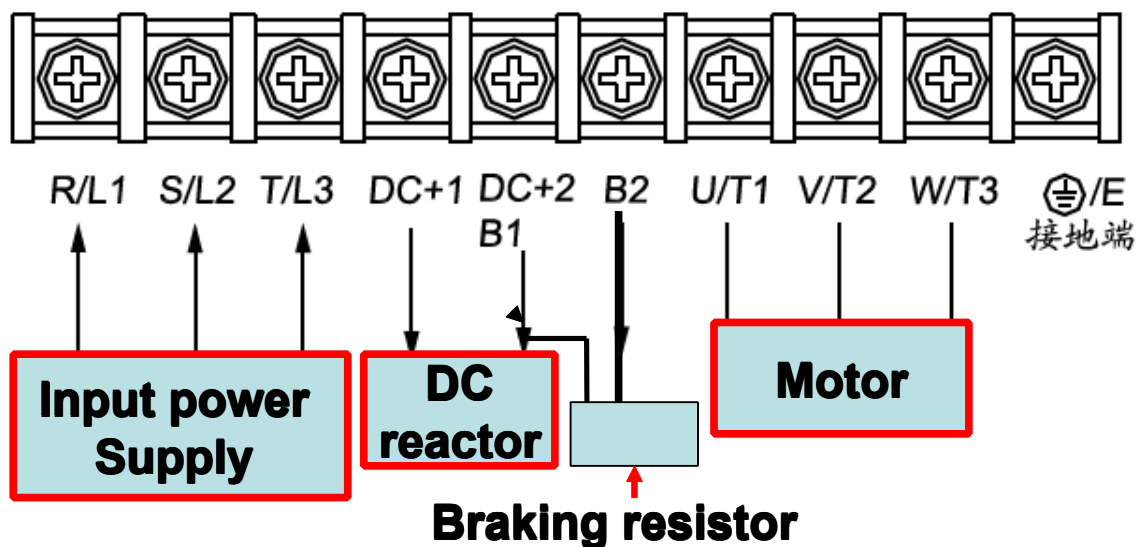 R/L1 S/L2 T/L3 DC+1 DC+2 B2 U/T1 V/T2 W/T3 ⏚/E
B1 接地端
Input power
Supply
DC
reactor
Motor
Braking resistor